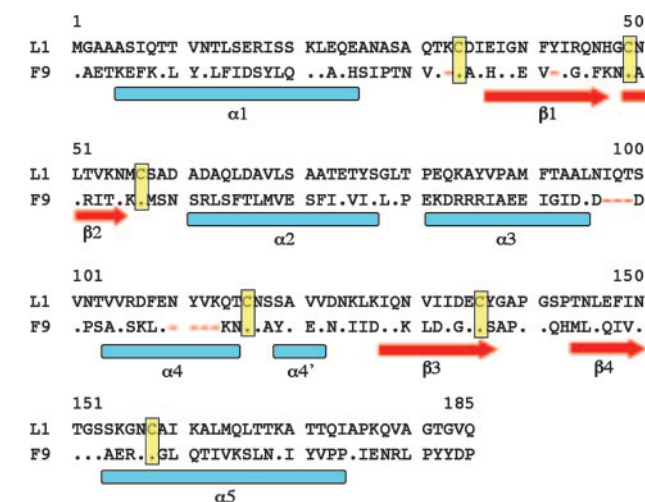 1 50
L1 MGAAASIQTT VNTLSERISS KLEQEANASA QTKCDIEIGN FYIRQNHGCN
F9 .AETKEFK.L Y.LFIDSYLQ ..A.HSIPTN V.-.A.H..E V-.G.FKN.A
α1 β1
51 100
L1 LTVKNMCSAD ADAQLDAVLS AATETYSGLT PEQKAYVPAM FTAALNIQTS
F9 .RIT.K.MSN SRLSFTLMVE SF.I.VI.L.P EKDRRRIAEE IGID.D---D
β2 α2 α3
101 150
L1 VNTVVRDFEN YVKQTCNSSA VVDNKLKIQN VIIDECYGAP GSPTNLEFIN
F9 .PSA.SKL.- ---KN..AY. E.N.IID..K LD.G..SAP. .QHML.QIV.
α4 α4' β3 β4
151 185
L1 TGSSKGNCAI KALMQLTTKA TTQIAPKQVA GTGVQ
F9 ...AER..GL QTIVKSLN.I YVPP.IENRL PYYDP
α5